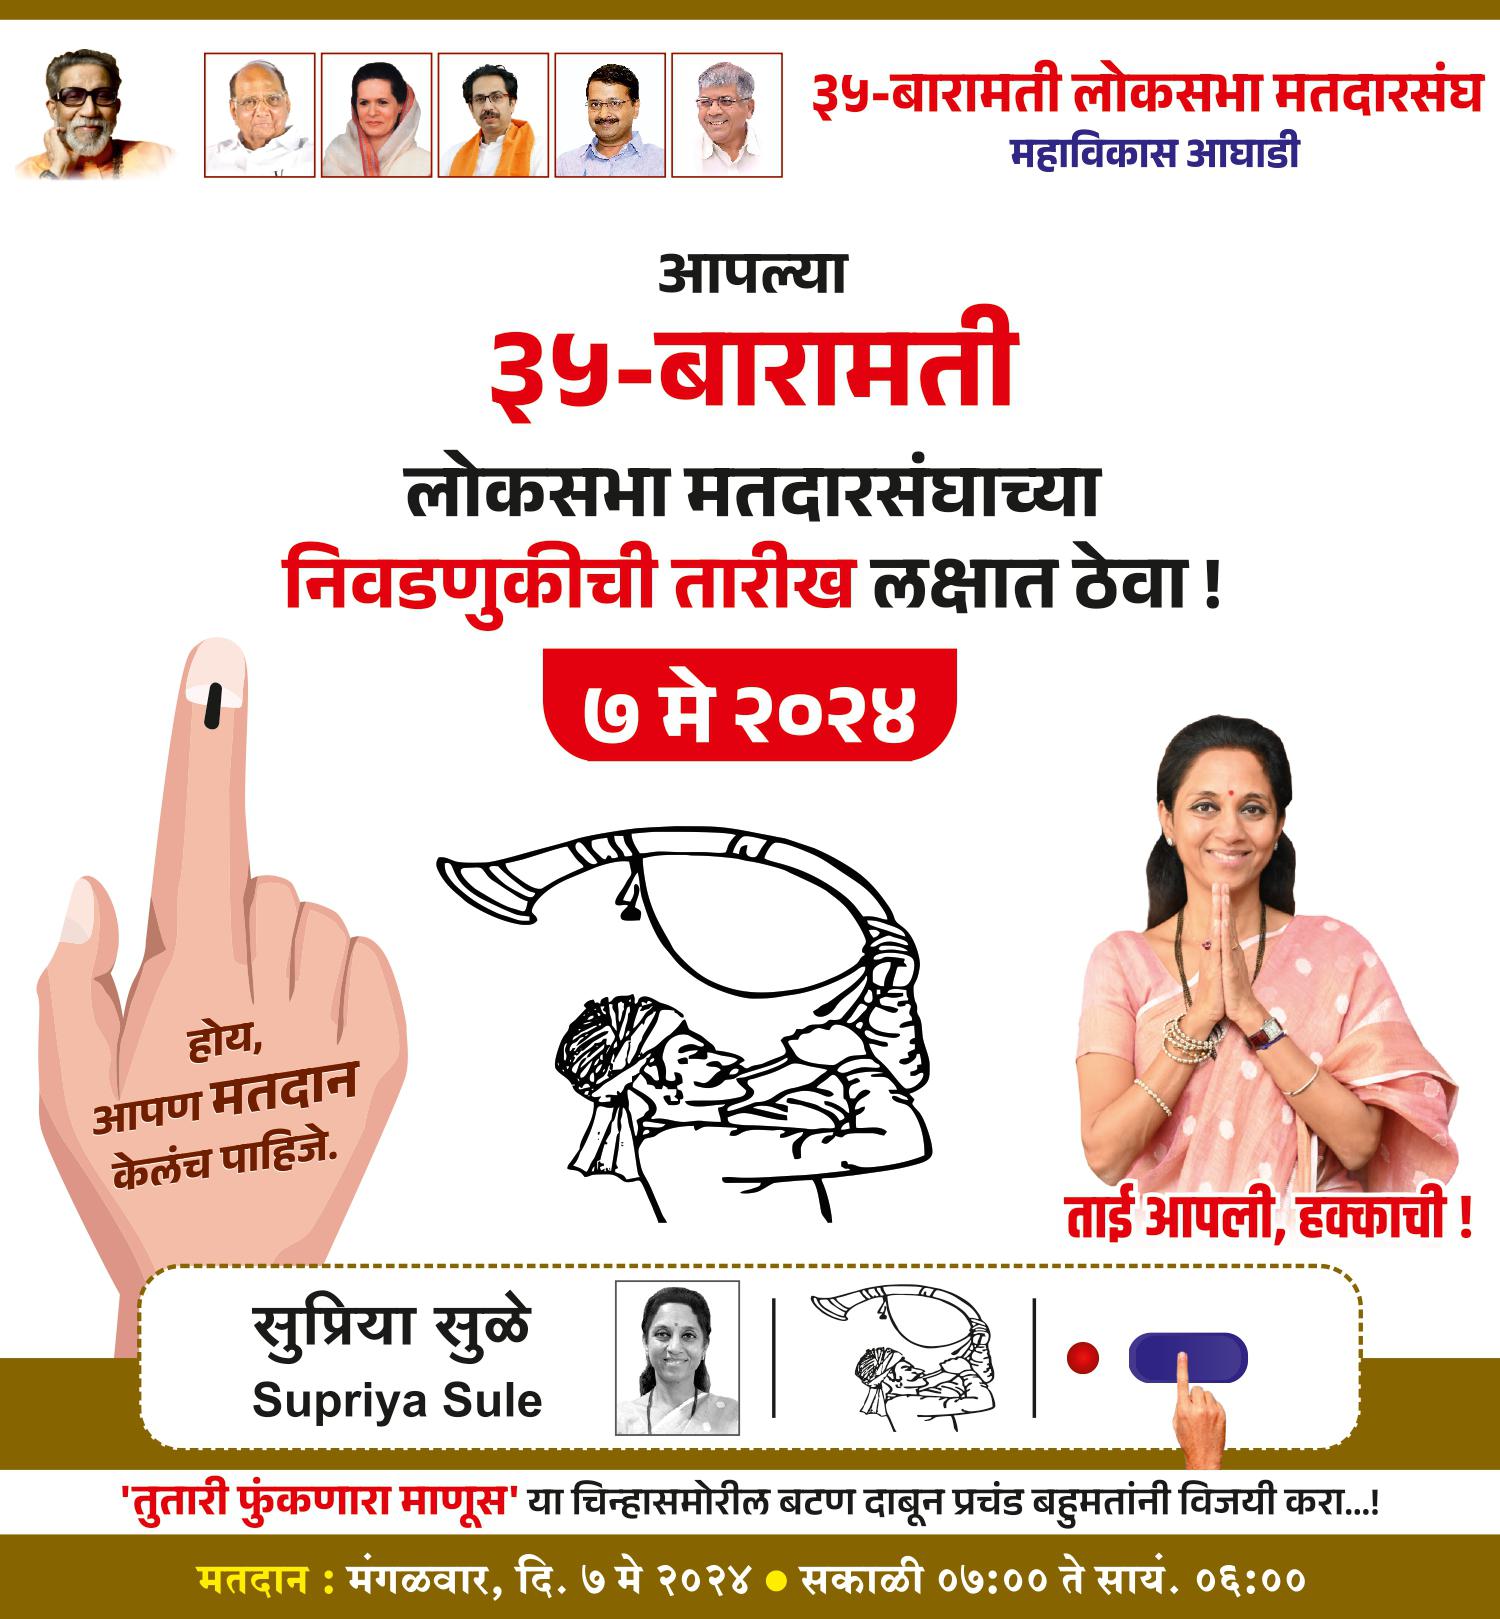 ३५-बारामती लोकसभा मतदारसंघ
महाविकास आघाडी
आपल्या
३५-बारामती
लोकसभा मतदारसंघाच्या
निवडणुकीची तारीख लक्षात ठेवा !
७ मे २०२४
होय,
आपण मतदान
केलंच पाहिजे.
ताई आपली, हक्काची !
सुप्रिया सुळे
Supriya Sule
'तुतारी फुंकणारा माणूस' या चिन्हासमोरील बटण दाबून प्रचंड बहुमतांनी विजयी करा...!
मतदान : मंगळवार, दि. ७ मे २०२४ ● सकाळी ०७:०० ते सायं. ०६:००